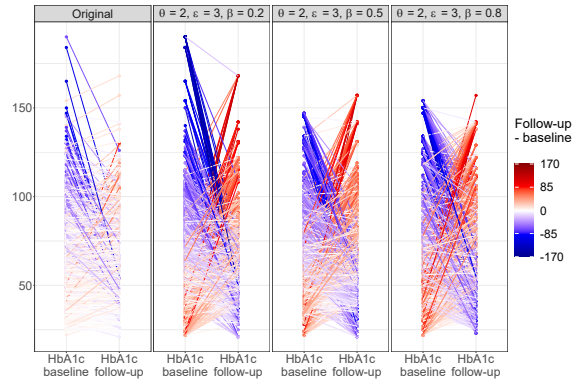 Original
θ = 2, ε = 3, β = 0.2
θ = 2, ε = 3, β = 0.5
θ = 2, ε = 3, β = 0.8
150
100
50
HbA1c baseline
HbA1c follow-up
HbA1c baseline
HbA1c follow-up
HbA1c baseline
HbA1c follow-up
HbA1c baseline
HbA1c follow-up
Follow-up
- baseline
170
85
0
-85
-170